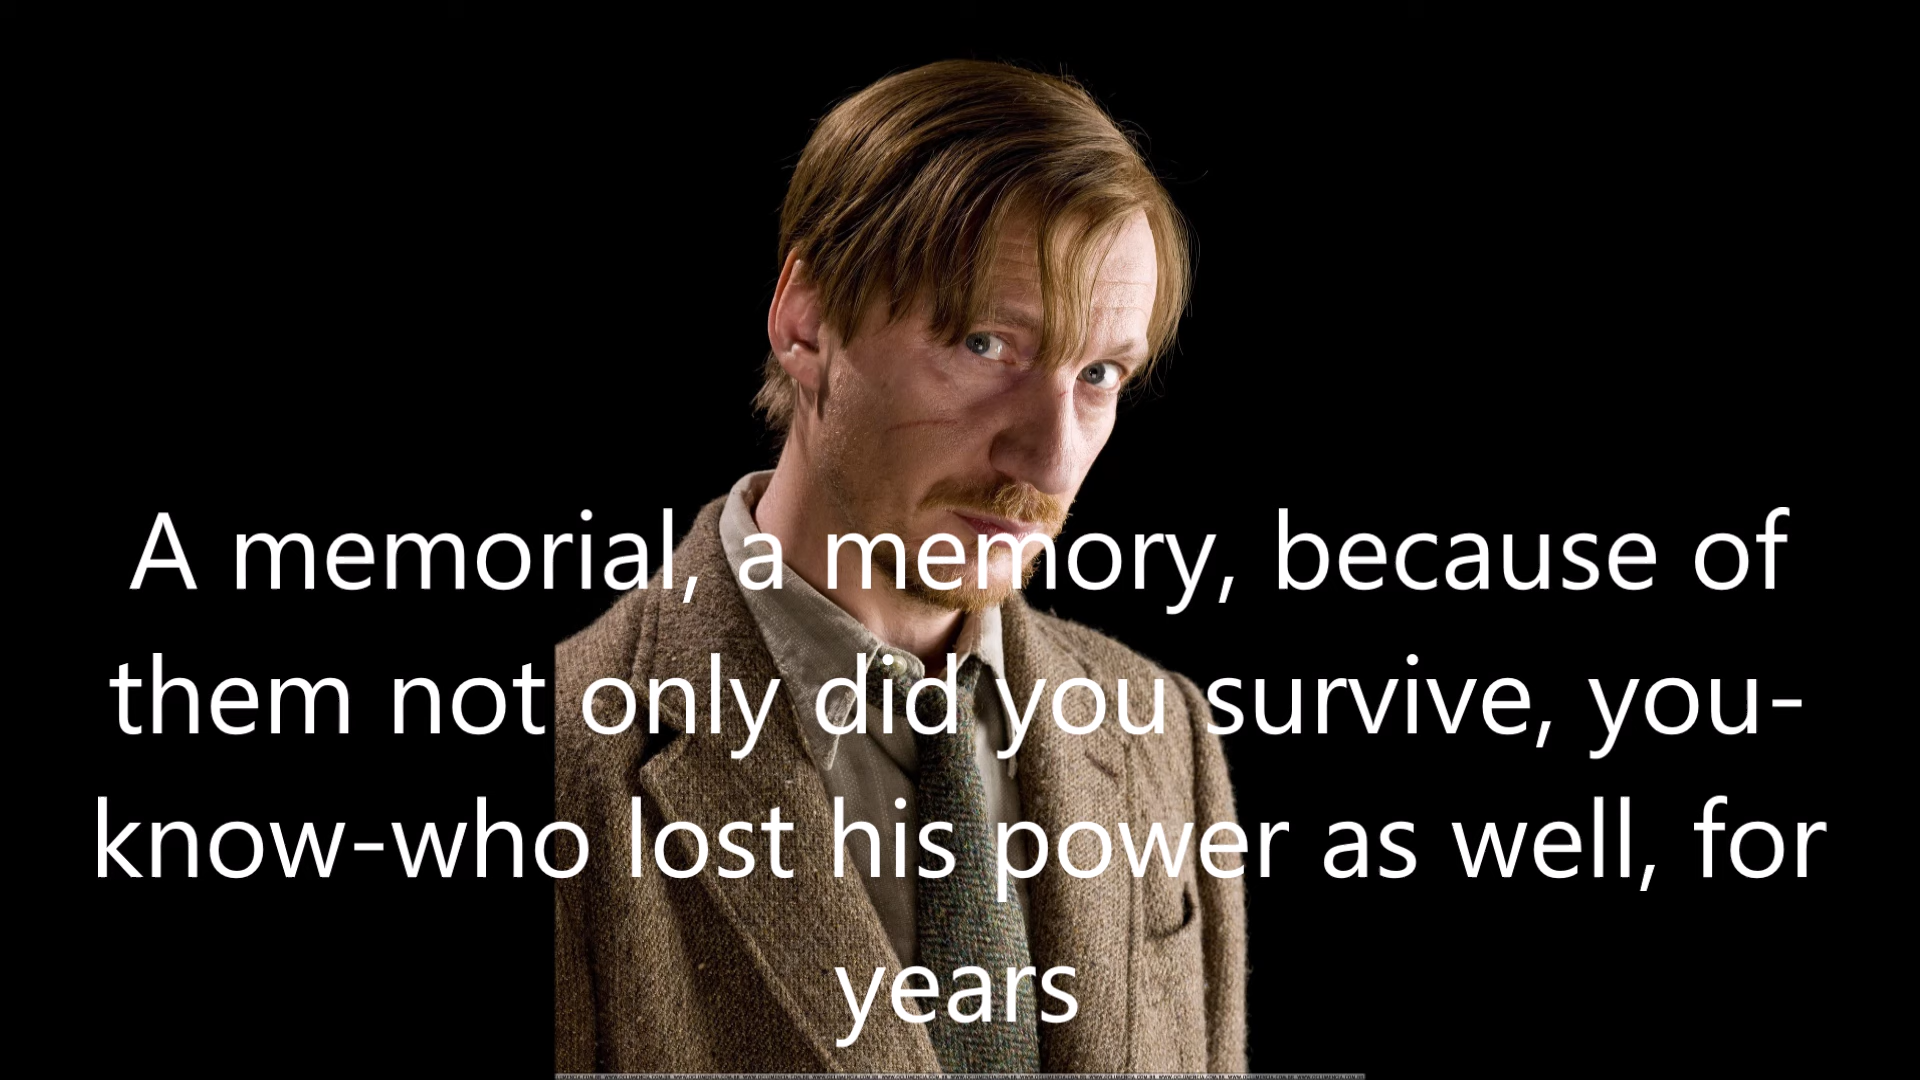 A memorial, a memory, because of
them not only did you survive, you-
know-who lost his power as well, for
years